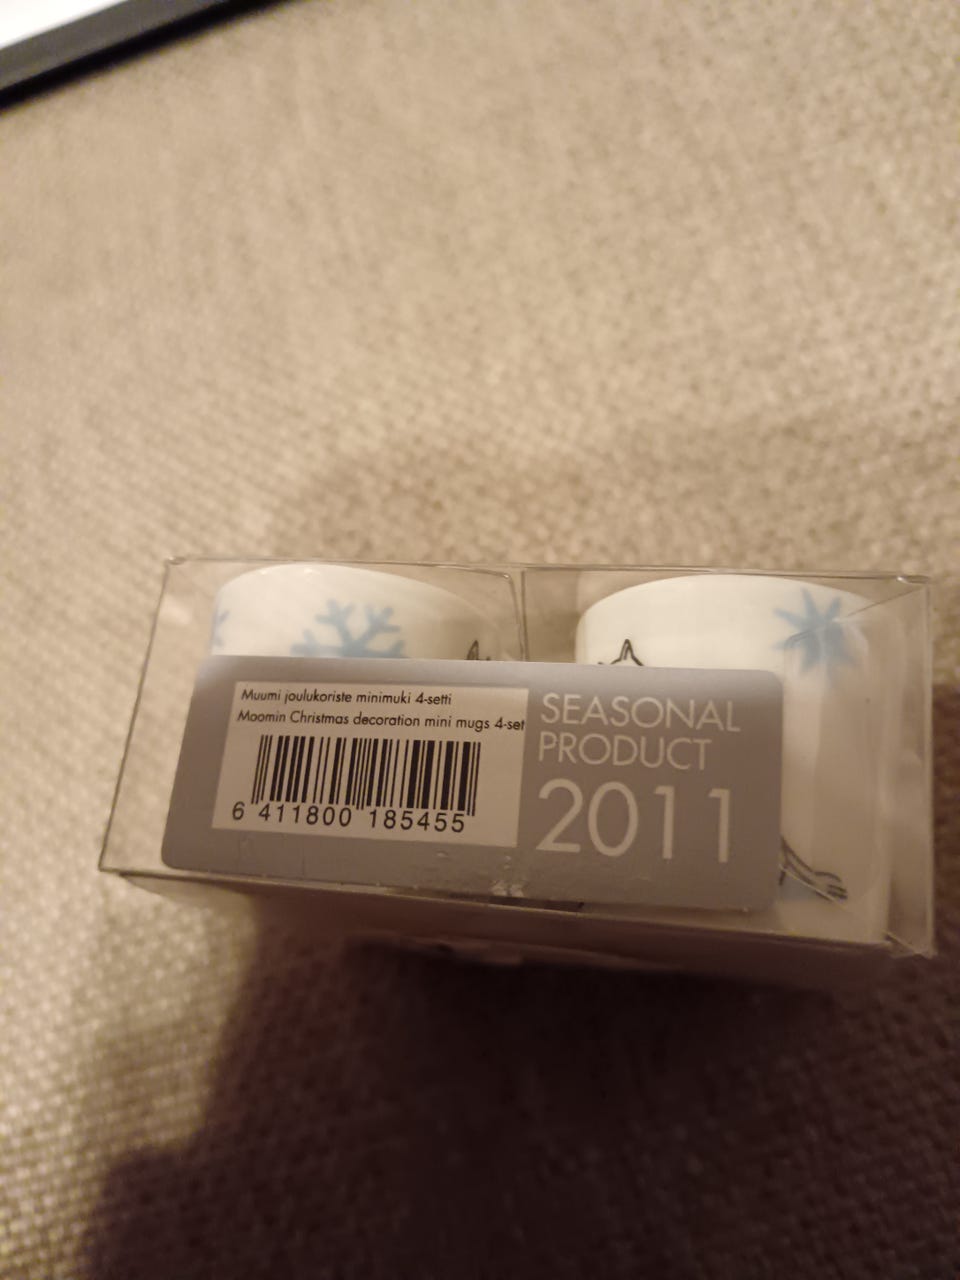 Muumi joulukoriste minimuki 4-setti
Moomin Christmas decoration mini mugs 4-set
6 411800 185455
SEASONAL
PRODUCT
2011